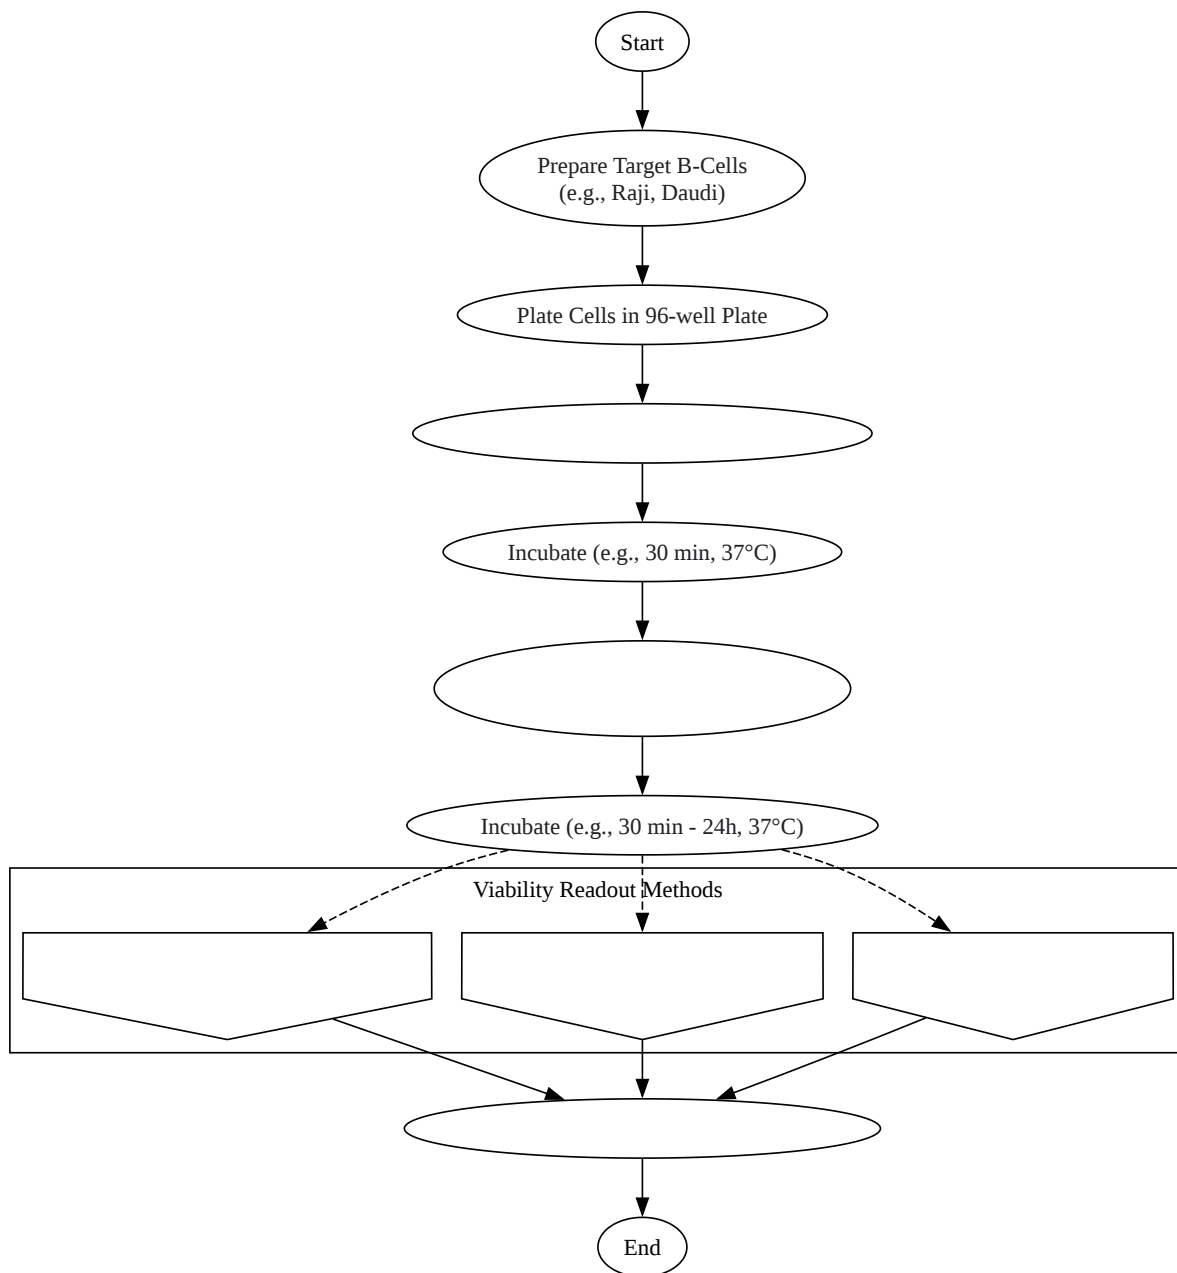 Start
Prepare Target B-Cells
(e.g., Raji, Daudi)
Plate Cells in 96-well Plate
Incubate (e.g., 30 min, 37°C)
Incubate (e.g., 30 min - 24h, 37°C)
Viability Readout Methods
End